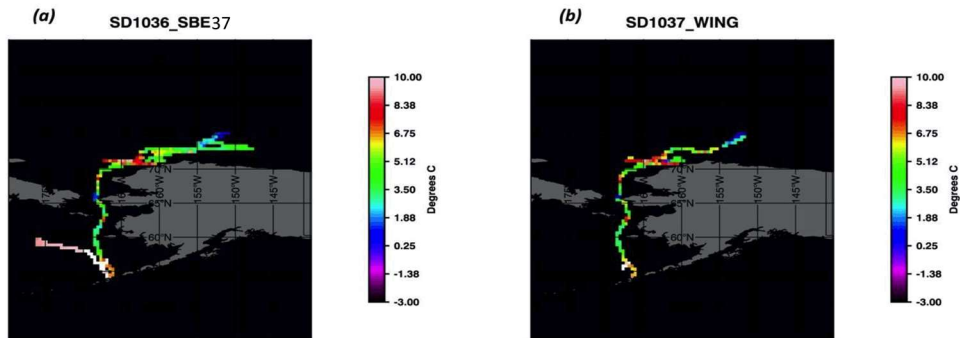 (a)
SD1036_SBE37
70°N
155°W
150°W
145°W
60°N
10.00
8.38
6.75
5.12
3.50
1.88
0.25
-1.38
-3.00
Degrees C
(b)
SD1037_WING
70°N
155°W
150°W
145°W
60°N
10.00
8.38
6.75
5.12
3.50
1.88
0.25
-1.38
-3.00
Degrees C